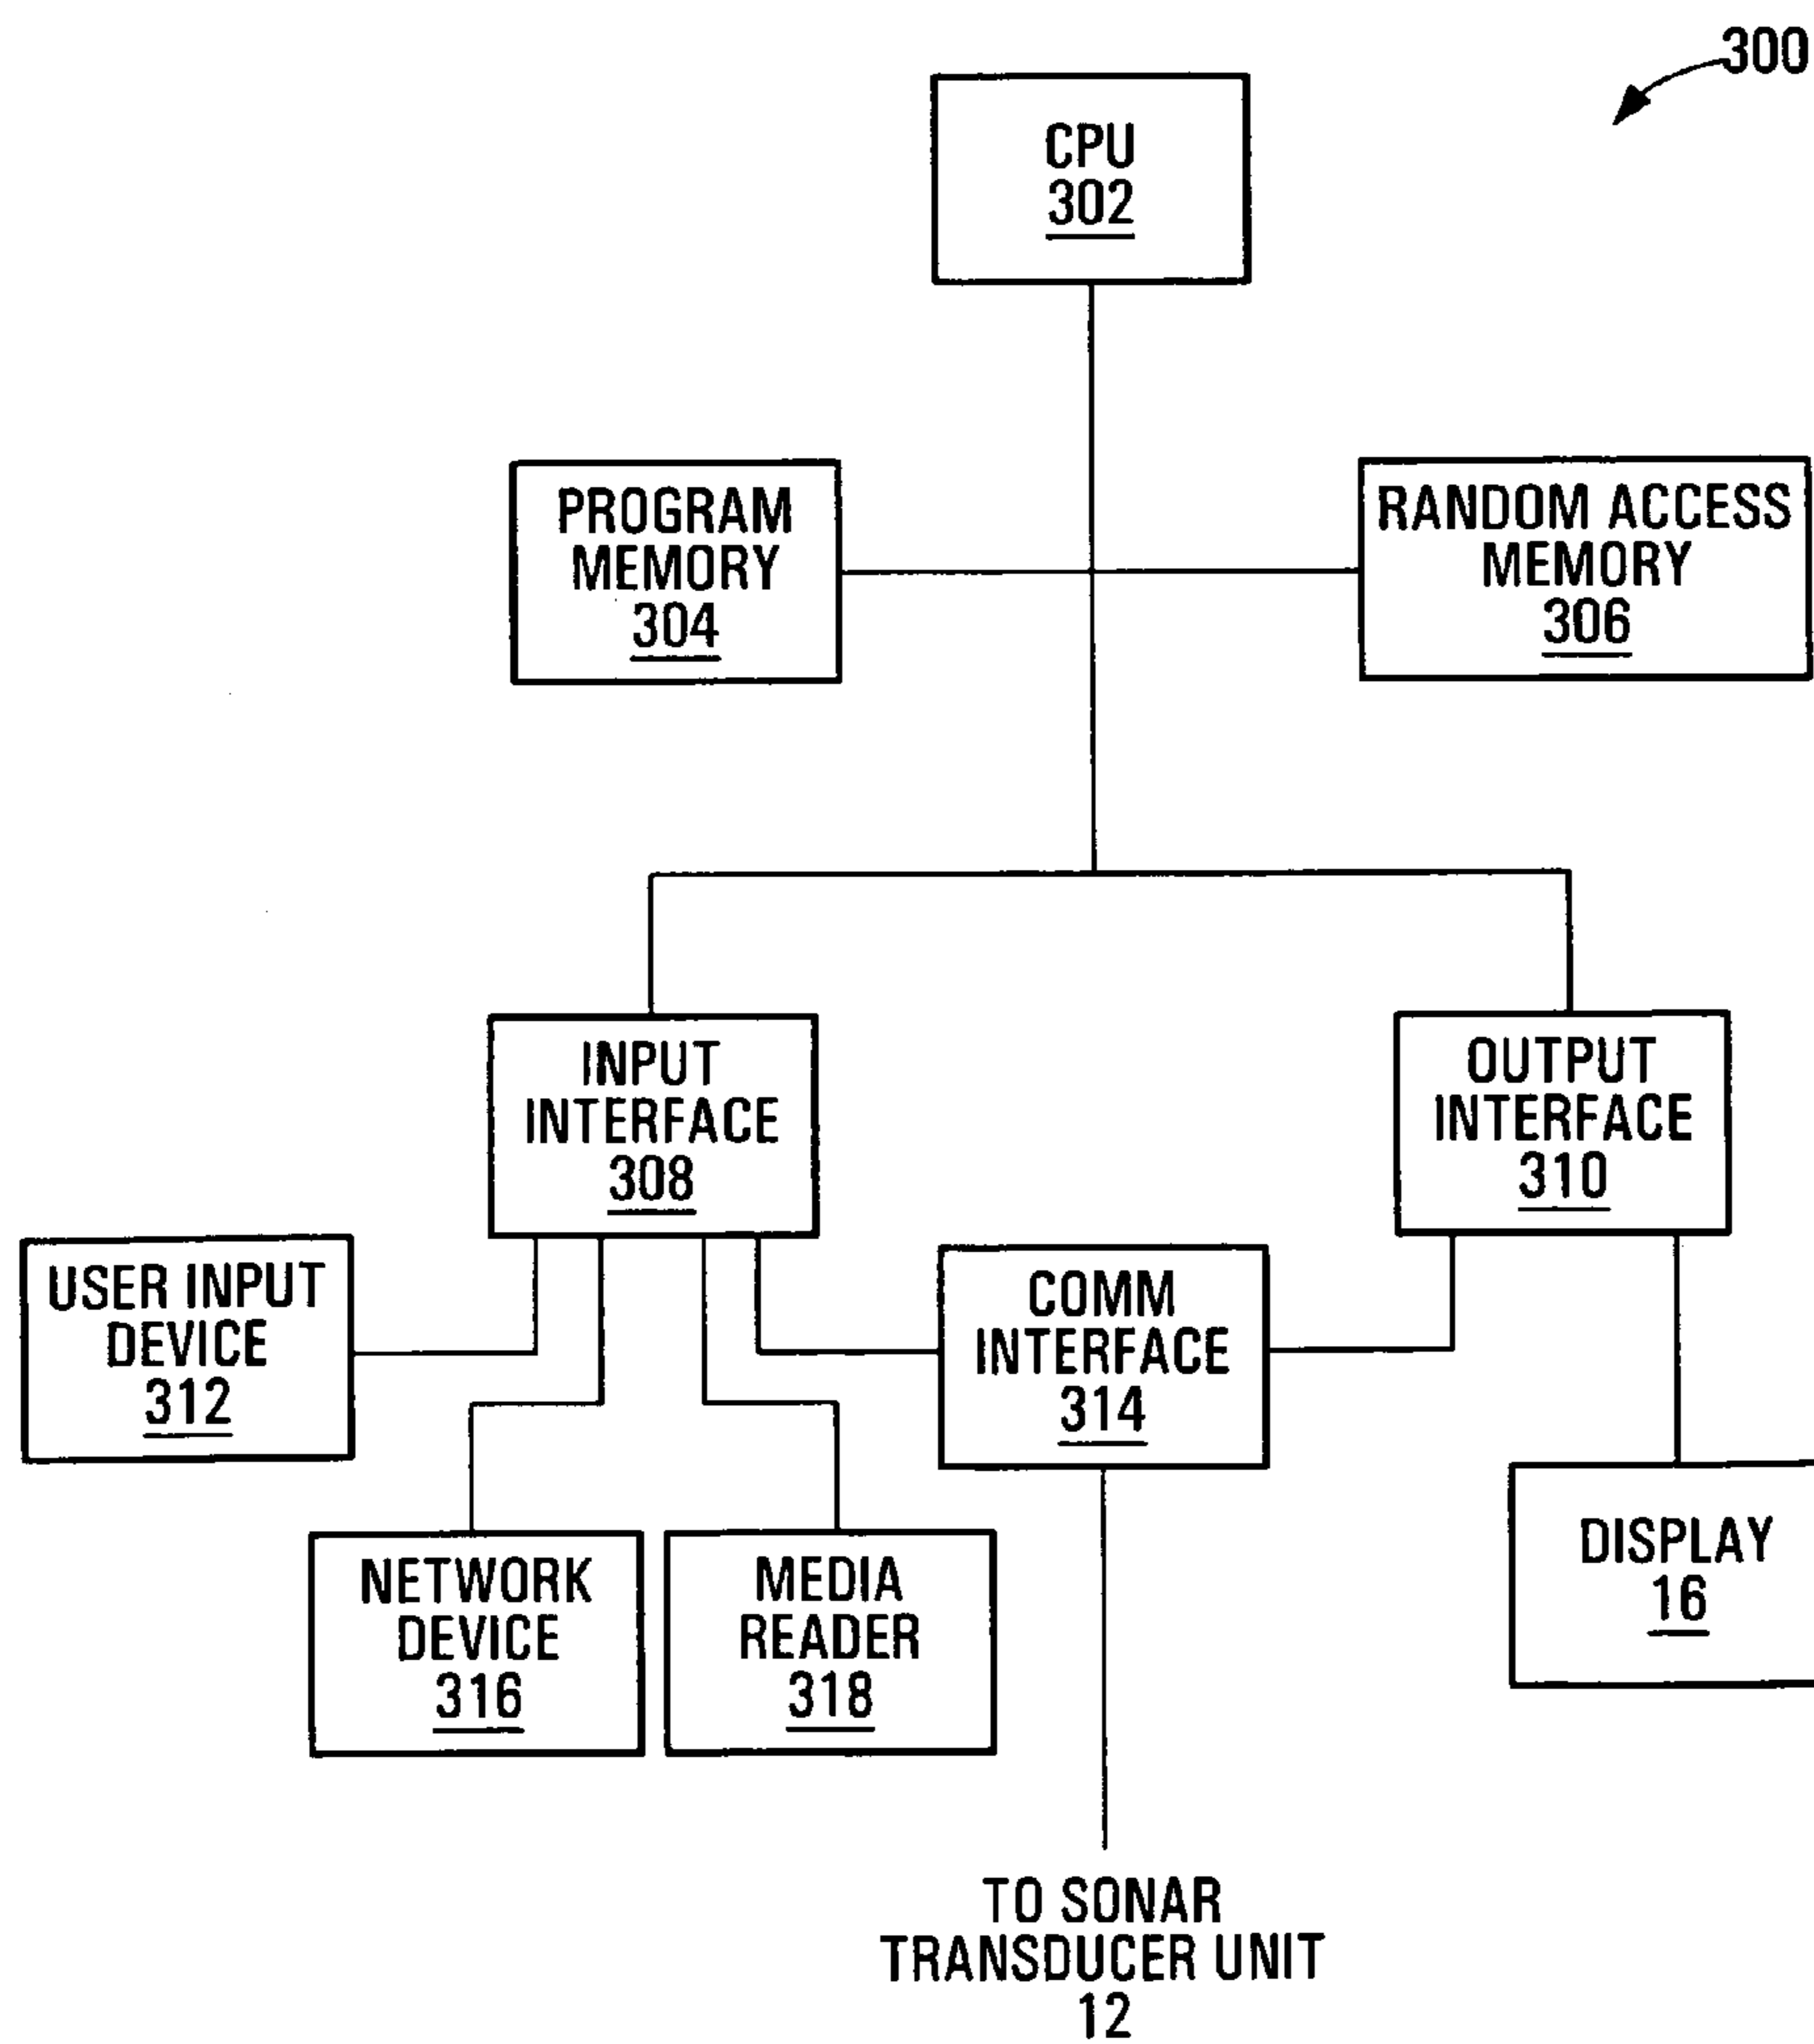 300
CPU
302
PROGRAM
MEMORY
304
RANDOM ACCESS
MEMORY
306
INPUT
INTERFACE
308
OUTPUT
INTERFACE
310
USER INPUT
DEVICE
312
COMM
INTERFACE
314
NETWORK
DEVICE
316
MEDIA
READER
318
DISPLAY
16
TO SONAR
TRANSDUCER UNIT
12